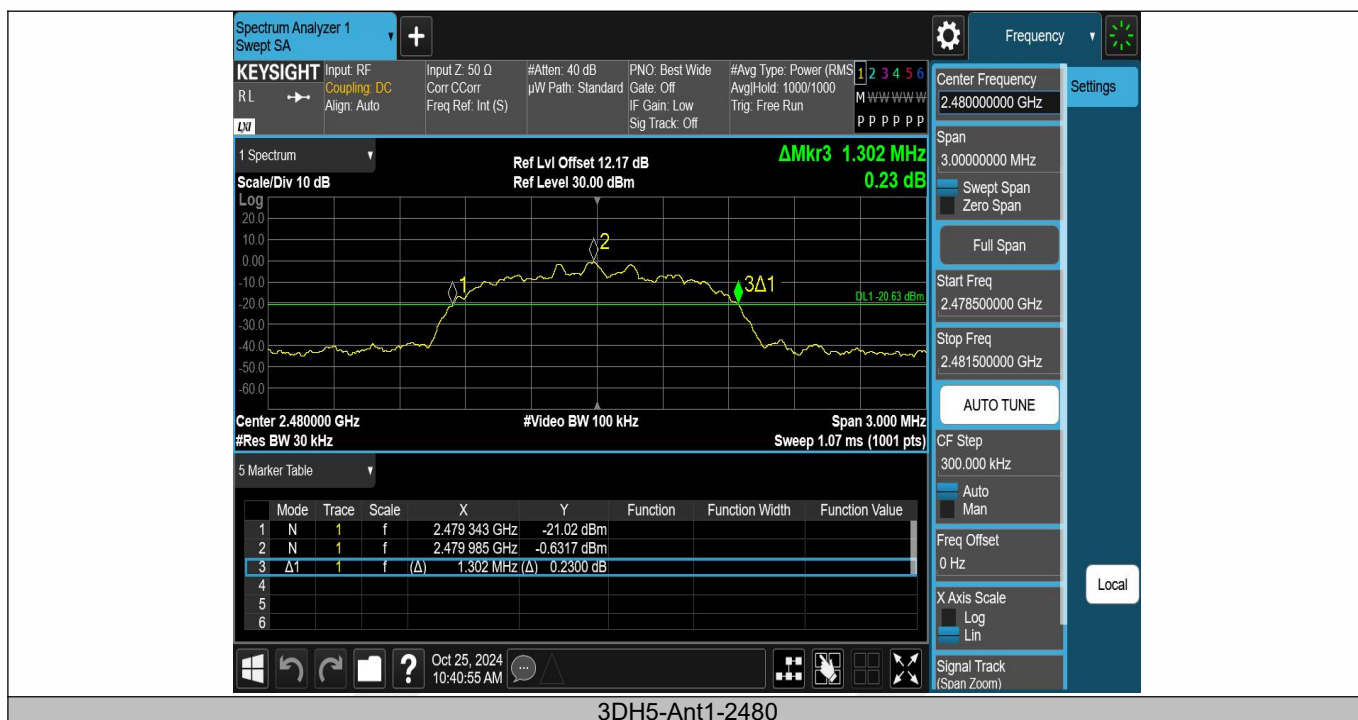 Spectrum Analyzer 1
Swept SA
Frequency
KEYSIGHT
RL
LXI
Input: RF
Coupling: DC
Align: Auto
Input Z: 50 Ω
Corr CCorr
Freq Ref: Int (S)
#Atten: 40 dB
µW Path: Standard
PNO: Best Wide
Gate: Off
IF Gain: Low
Sig Track: Off
#Avg Type: Power (RMS
Avg|Hold: 1000/1000
Trig: Free Run
1 2 3 4 5 6
M W W W W W
P P P P P P
1 Spectrum
Scale/Div 10 dB
Ref Lvl Offset 12.17 dB
Ref Level 30.00 dBm
ΔMkr3 1.302 MHz
0.23 dB
Log
20.0
10.0
0.00
-10.0
-20.0
-30.0
-40.0
-50.0
-60.0
1
2
3Δ1
DL1 -20.63 dBm
Center 2.480000 GHz
#Video BW 100 kHz
Span 3.000 MHz
#Res BW 30 kHz
Sweep 1.07 ms (1001 pts)
5 Marker Table
Mode Trace Scale X Y Function Function Width Function Value
1 N 1 f 2.479 343 GHz -21.02 dBm
2 N 1 f 2.479 985 GHz -0.6317 dBm
3 Δ1 1 f (Δ) 1.302 MHz (Δ) 0.2300 dB
4
5
6
?
Oct 25, 2024
10:40:55 AM
Center Frequency
2.480000000 GHz
Settings
Span
3.00000000 MHz
Swept Span
Zero Span
Full Span
Start Freq
2.478500000 GHz
Stop Freq
2.481500000 GHz
AUTO TUNE
CF Step
300.000 kHz
Auto
Man
Freq Offset
0 Hz
Local
X Axis Scale
Log
Lin
Signal Track
(Span Zoom)
3DH5-Ant1-2480